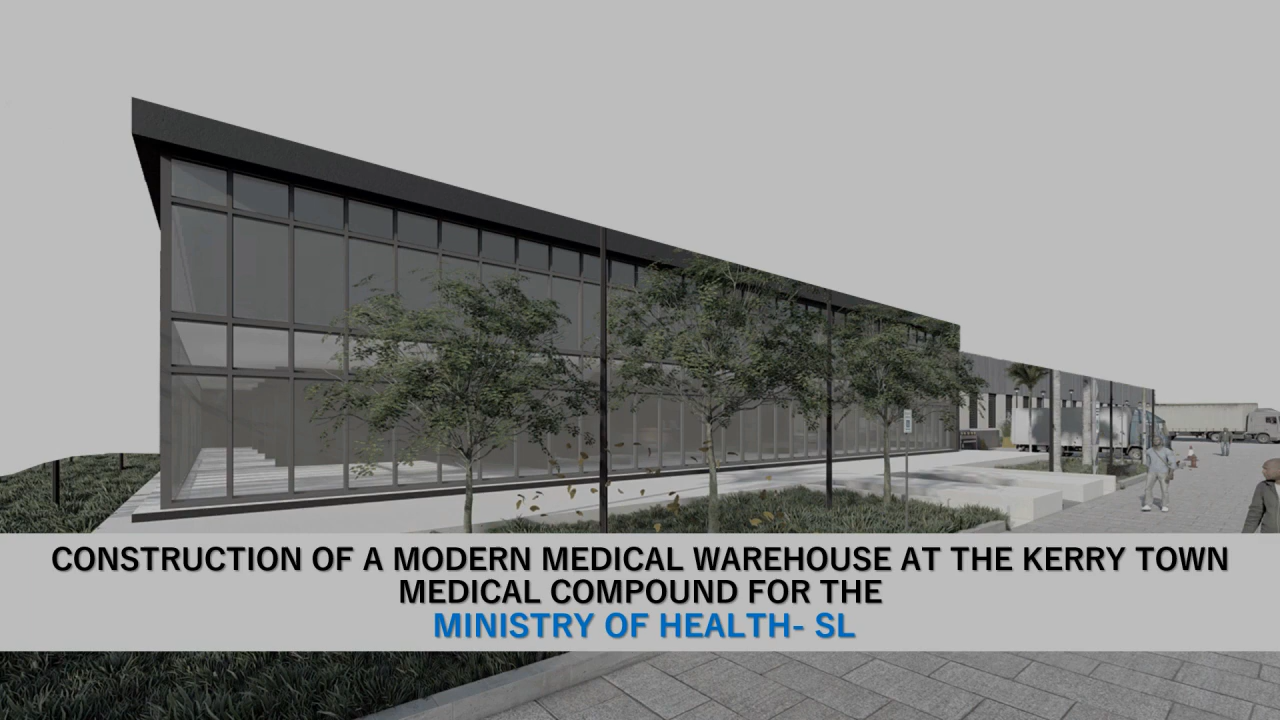 CONSTRUCTION OF A MODERN MEDICAL WAREHOUSE AT THE KERRY TOWN
MEDICAL COMPOUND FOR THE
MINISTRY OF HEALTH- SL